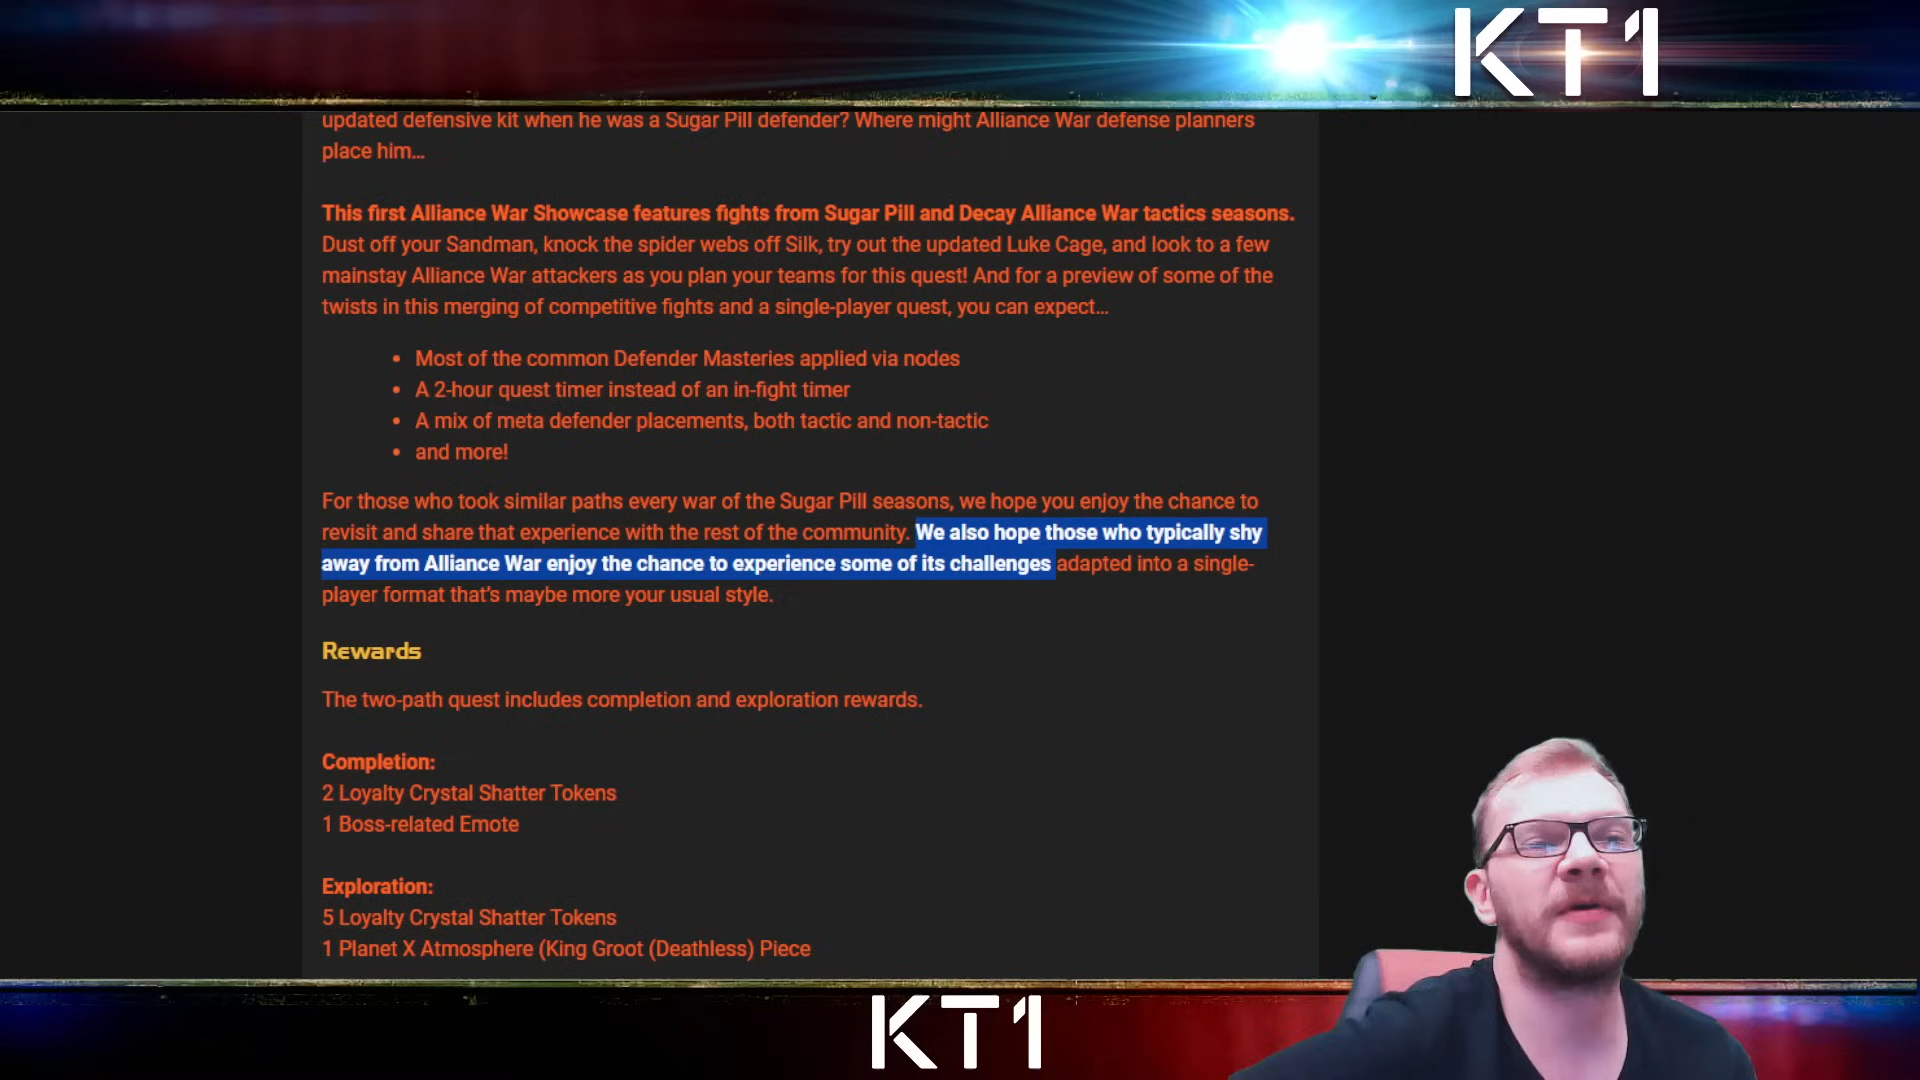 KT1
updated defensive kit when he was a Sugar Pill defender? Where might Alliance War defense planners
place him…
This first Alliance War Showcase features fights from Sugar Pill and Decay Alliance War tactics seasons.
Dust off your Sandman, knock the spider webs off Silk, try out the updated Luke Cage, and look to a few
mainstay Alliance War attackers as you plan your teams for this quest! And for a preview of some of the
twists in this merging of competitive fights and a single-player quest, you can expect…
• Most of the common Defender Masteries applied via nodes
• A 2-hour quest timer instead of an in-fight timer
• A mix of meta defender placements, both tactic and non-tactic
• and more!
For those who took similar paths every war of the Sugar Pill seasons, we hope you enjoy the chance to
revisit and share that experience with the rest of the community. We also hope those who typically shy
away from Alliance War enjoy the chance to experience some of its challenges adapted into a single-
player format that’s maybe more your usual style.
Rewards
The two-path quest includes completion and exploration rewards.
Completion:
2 Loyalty Crystal Shatter Tokens
1 Boss-related Emote
Exploration:
5 Loyalty Crystal Shatter Tokens
1 Planet X Atmosphere (King Groot (Deathless) Piece
KT1